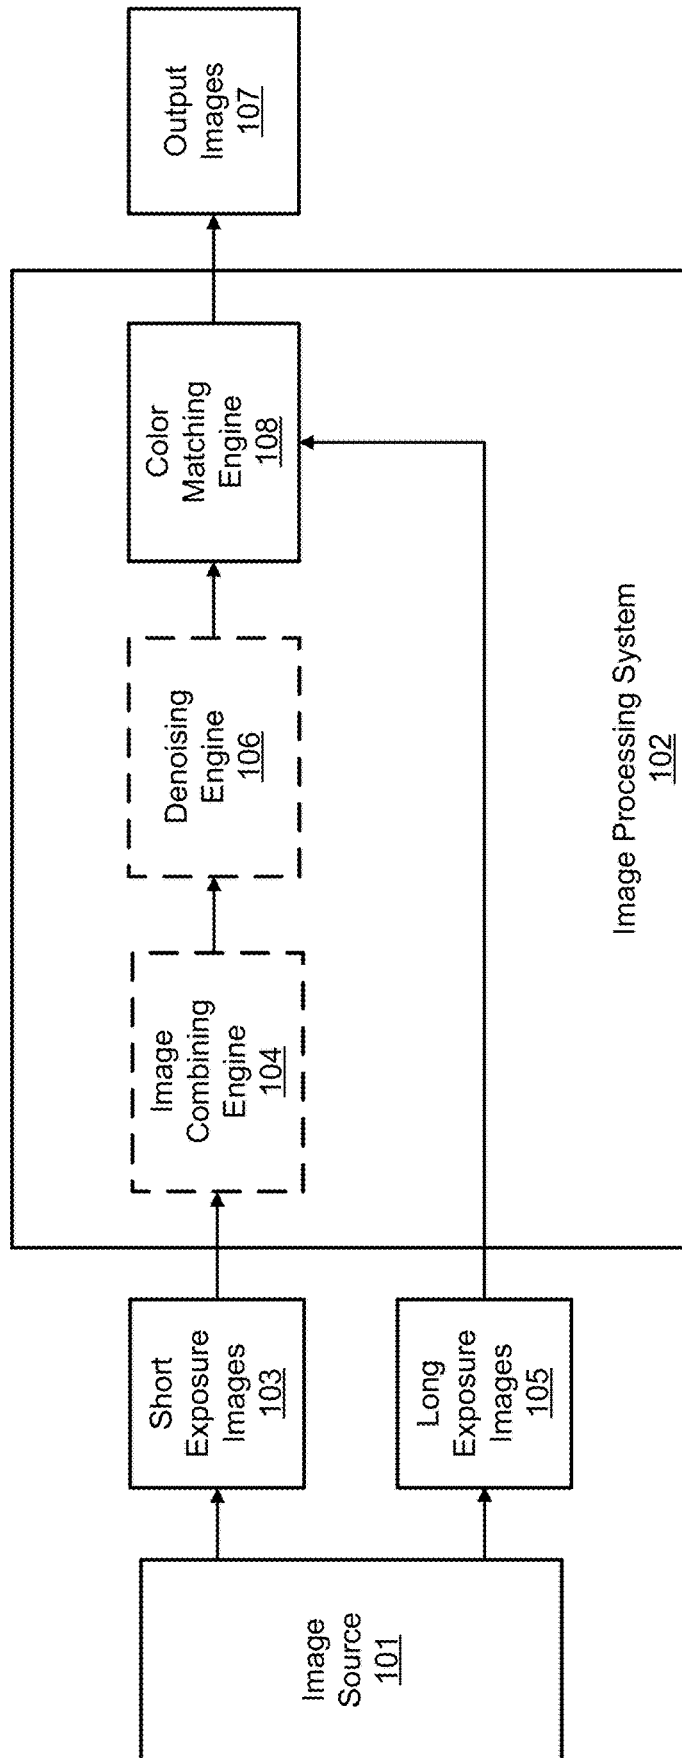 Image
Source
101
Short
Exposure
Images
103
Long
Exposure
Images
105
Image
Combining
Engine
104
Denoising
Engine
106
Color
Matching
Engine
108
Image Processing System
102
Output
Images
107